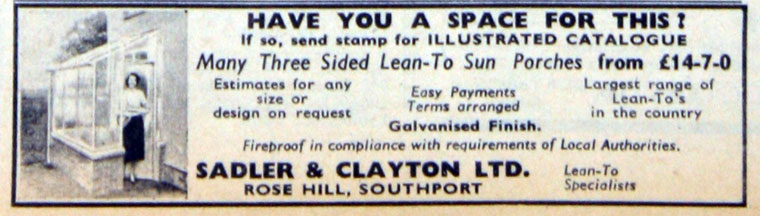 HAVE YOU A SPACE FOR THIS?
If so, send stamp for ILLUSTRATED CATALOGUE
Many Three Sided Lean-To Sun Porches from £14-7-0
Estimates for any
size or
design on request
Easy Payments
Terms arranged
Largest range of
Lean-To's
in the country
Galvanised Finish.
Fireproof in compliance with requirements of Local Authorities.
SADLER & CLAYTON LTD.
ROSE HILL, SOUTHPORT
Lean-To
Specialists